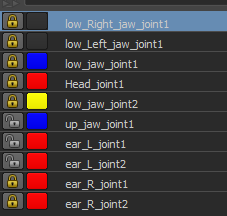 low_Right_jaw_joint1
low_Left_jaw_joint1
low_jaw_joint1
Head_joint1
low_jaw_joint2
up_jaw_joint1
ear_L_joint1
ear_L_joint2
ear_R_joint1
ear_R_joint2